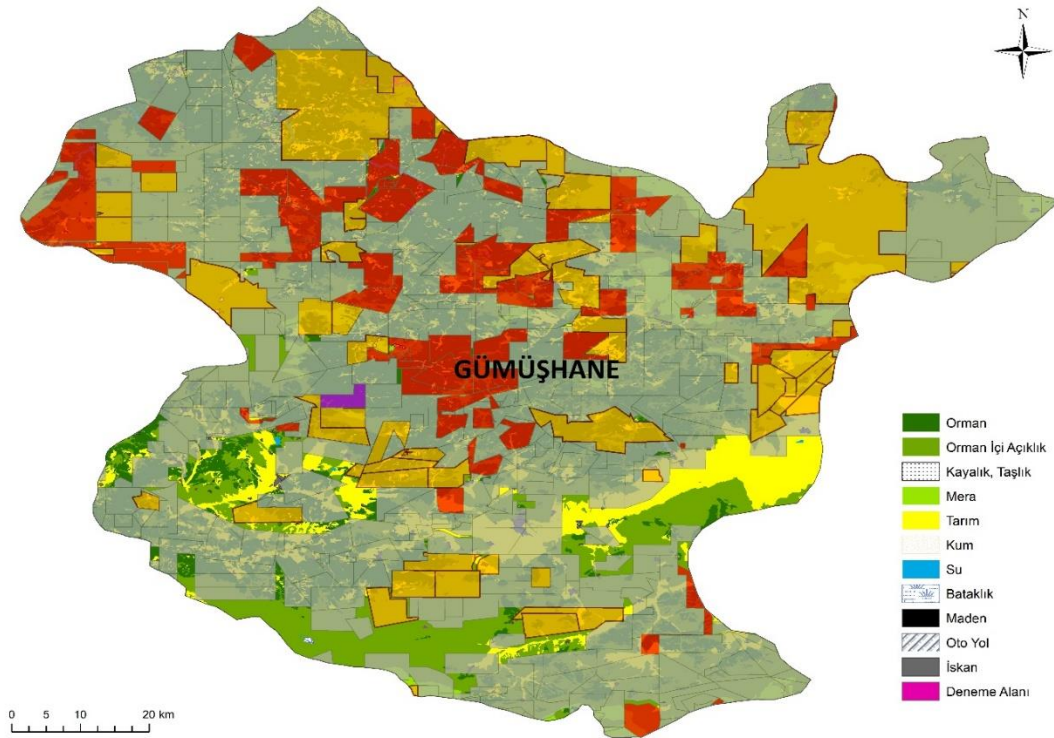 N
GÜMÜŞHANE
Orman
Orman İçi Açıklık
Kayalık, Taşlık
Mera
Tarım
Kum
Su
Bataklık
Maden
Oto Yol
İskan
Deneme Alanı
0 5 10 20 km